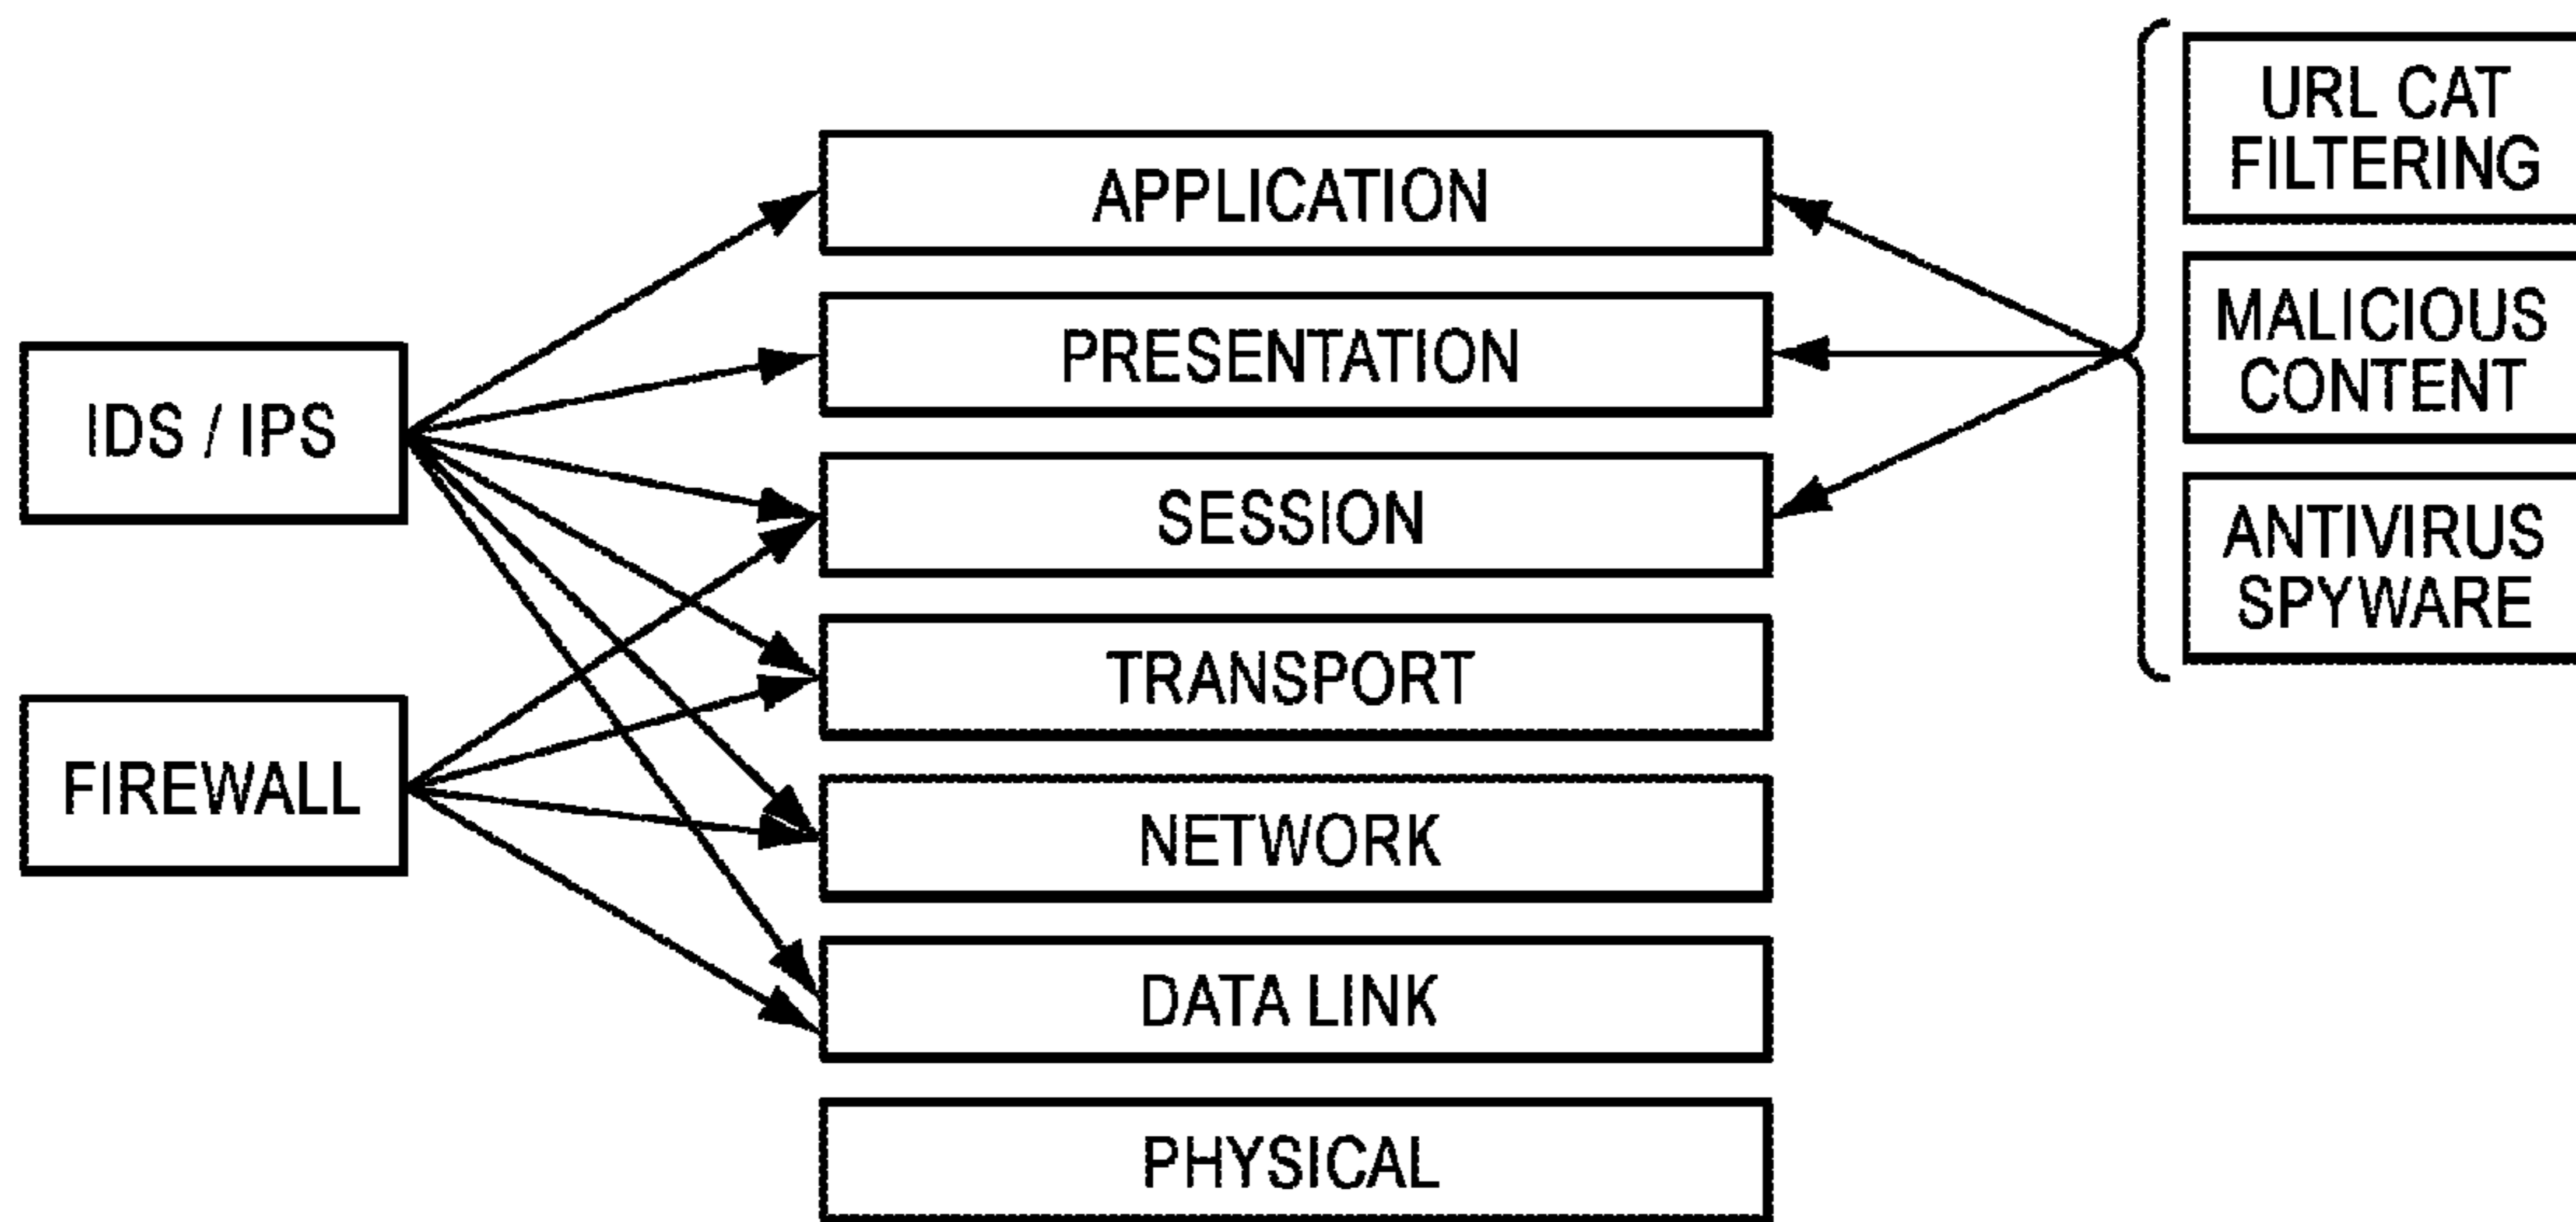 IDS / IPS
FIREWALL
APPLICATION
PRESENTATION
SESSION
TRANSPORT
NETWORK
DATA LINK
PHYSICAL
URL CAT
FILTERING
MALICIOUS
CONTENT
ANTIVIRUS
SPYWARE